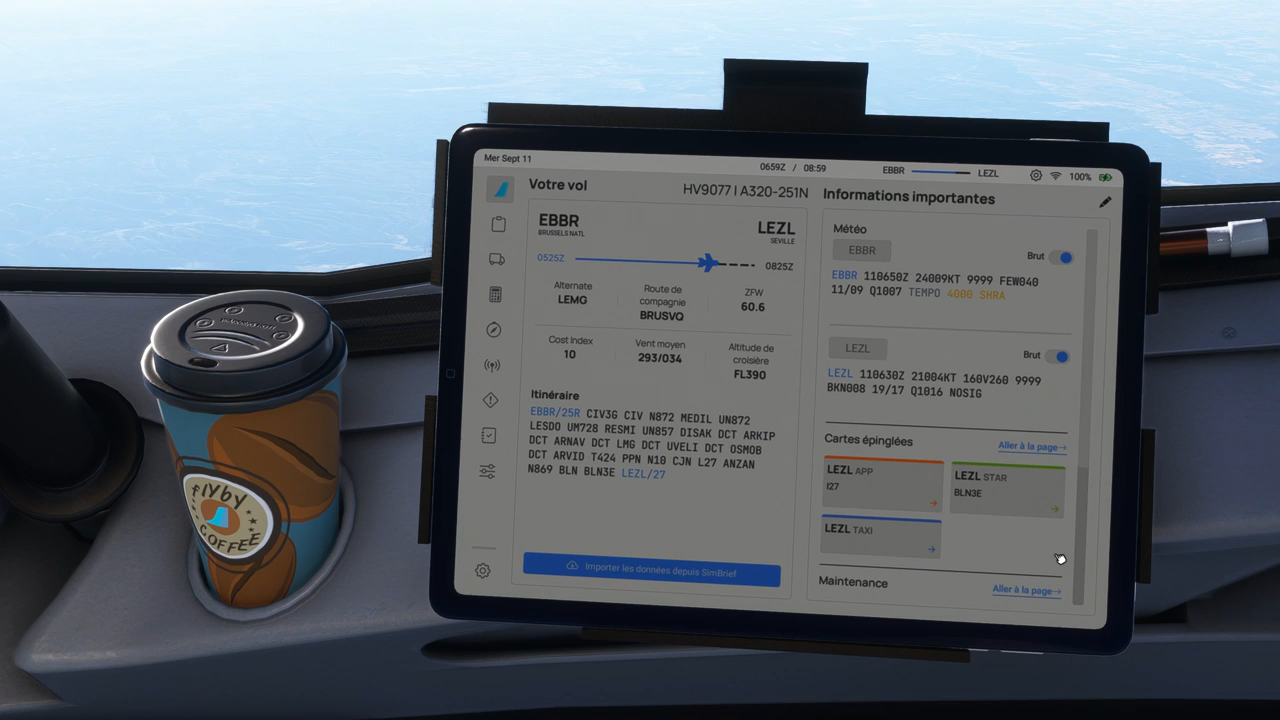 Mer Sept 11
0659Z / 08:59
EBBR
LEZL
100%
Votre vol
HV9077 | A320-251N
EBBR
BRUSSELS NATL
LEZL
SEVILLE
0525Z
0825Z
Alternate
LEMG
Route de
compagnie
BRUSVQ
ZFW
60.6
Cost Index
10
Vent moyen
293/034
Altitude de
croisière
FL390
Itinéraire
EBBR/25R CIV3G CIV N872 MEDIL UN872
LESDO UM728 RESMI UN857 DISAK DCT ARKIP
DCT ARNAV DCT LMG DCT UVELI DCT OSMOB
DCT ARVID T424 PPN N10 CJN L27 ANZAN
N869 BLN BLN3E LEZL/27
Importer les données depuis SimBrief
Informations importantes
Météo
EBBR
Brut
EBBR 110650Z 24009KT 9999 FEW040
11/09 Q1007 TEMPO 4000 SHRA
LEZL
Brut
LEZL 110630Z 21004KT 160V260 9999
BKN008 19/17 Q1016 NOSIG
Cartes épinglées
Aller à la page→
LEZL APP
I27
→
LEZL STAR
BLN3E
→
LEZL TAXI
→
Maintenance
Aller à la page→
flyby
COFFEE